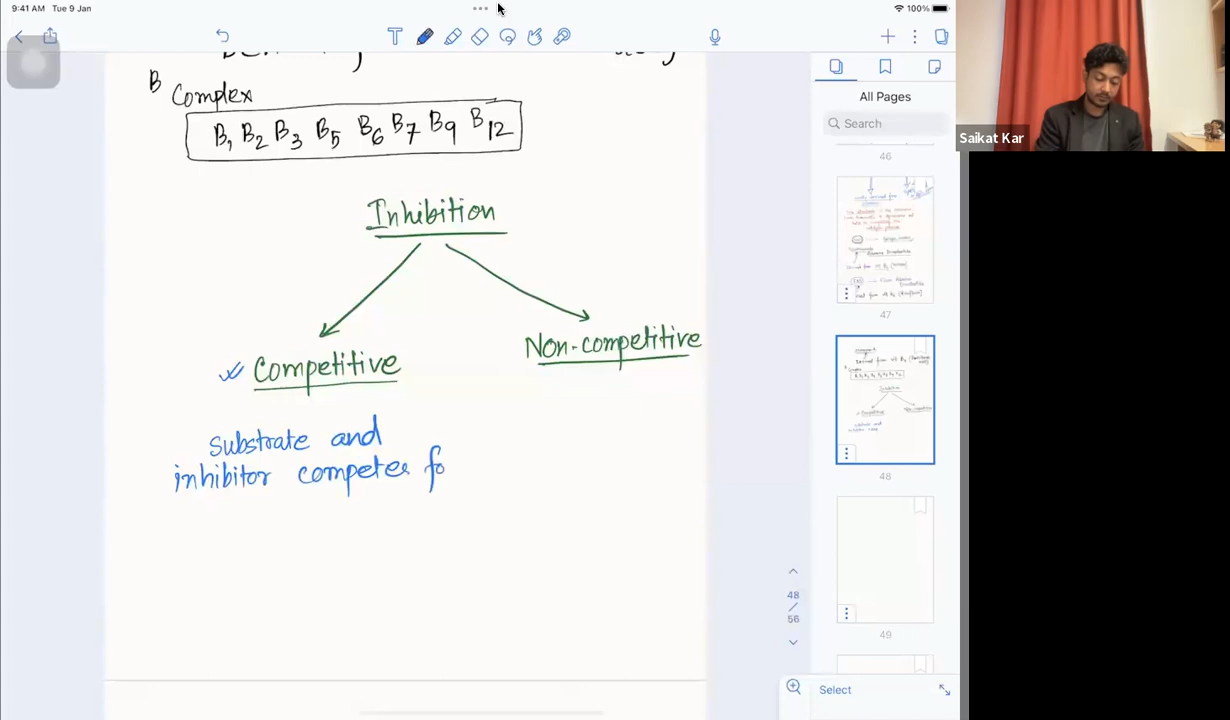 9:41 AM Tue 9 Jan
100%
B Complex
B1 B2 B3 B5 B6 B7 B9 B12
Inhibition
Competitive
Non-competitive
substrate and
inhibitor competes fo
All Pages
Search
46
47
48
49
48
/
56
Select
Saikat Kar